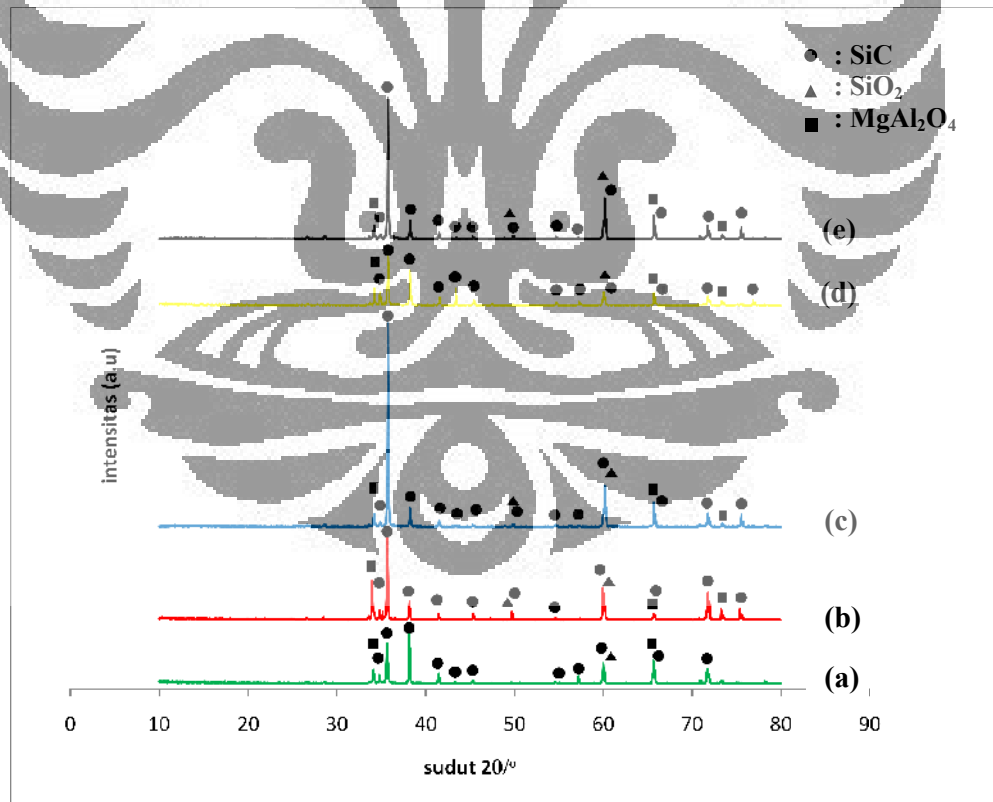 ● : SiC
▲ : SiO₂
■ : MgAl₂O₄
(e)
(d)
intensitas (a.u)
(c)
(b)
(a)
0 10 20 30 40 50 60 70 80 90
sudut 2θ/°